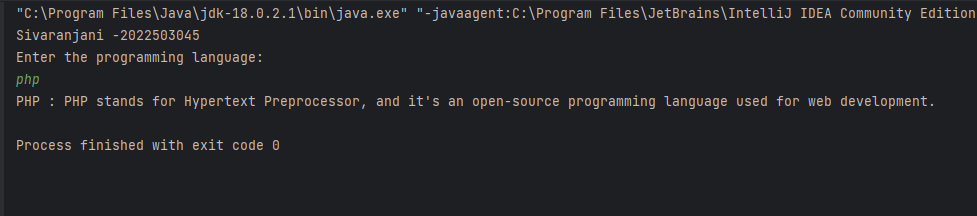 "C:\Program Files\Java\jdk-18.0.2.1\bin\java.exe" "-javaagent:C:\Program Files\JetBrains\IntelliJ IDEA Community Edition
Sivaranjani -2022503045
Enter the programming language:
php
PHP : PHP stands for Hypertext Preprocessor, and it's an open-source programming language used for web development.
Process finished with exit code 0